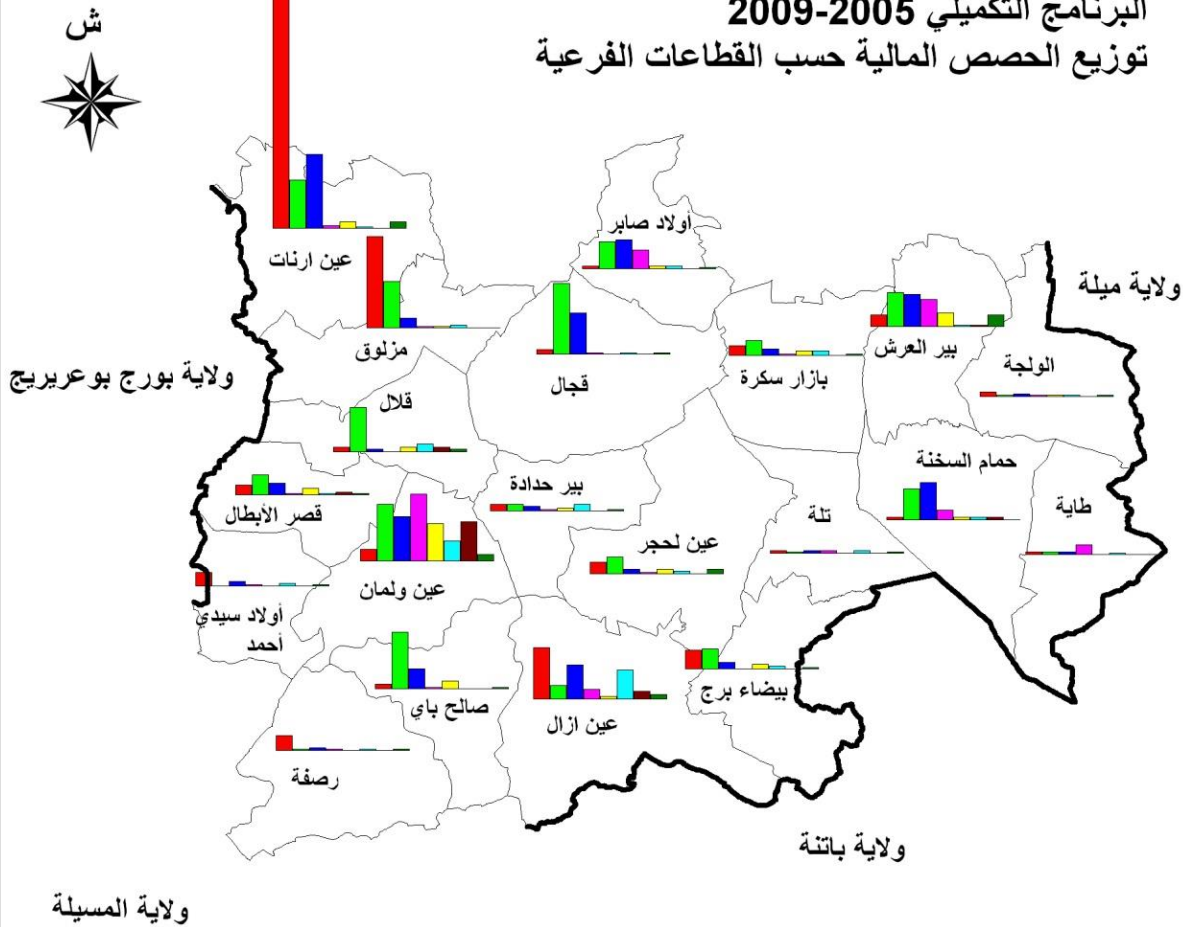 البرنامج التكميلي 2005-2009
توزيع الحصص المالية حسب القطاعات الفرعية
ش
أولاد صابر
عين ارنات
ولاية ميلة
مزلوق
قجال
بازار سكرة
بير العرش
الولجة
ولاية بورج بوعريريج
قلال
حمام السخنة
قصر الأبطال
بير حدادة
تلة
طاية
عين لحجر
عين ولمان
أولاد سيدي
أحمد
صالح باي
عين ازال
بيضاء برج
رصفة
ولاية باتنة
ولاية المسيلة